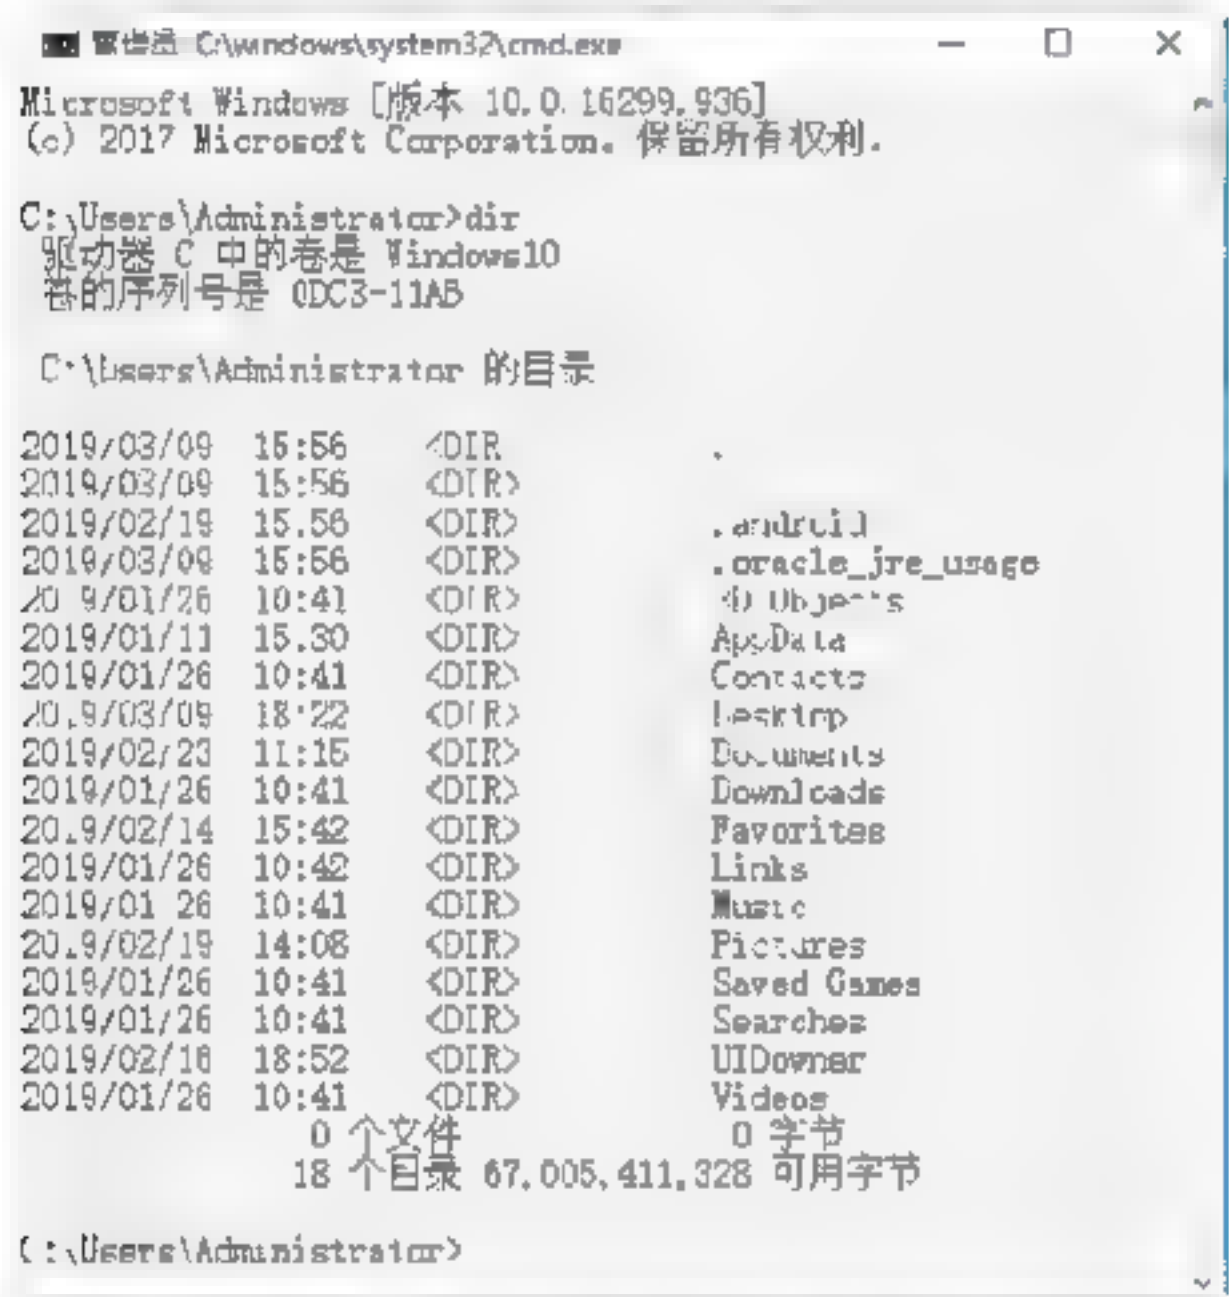 管理员: C:\windows\system32\cmd.exe
Microsoft Windows [版本 10.0.16299.936]
(c) 2017 Microsoft Corporation。保留所有权利。
C:\Users\Administrator>dir
驱动器 C 中的卷是 Windows10
卷的序列号是 0DC3-11AB
C:\Users\Administrator 的目录
2019/03/09 15:56 <DIR .
2019/03/09 15:56 <DIR>
2019/02/19 15:56 <DIR> .android
2019/03/09 15:56 <DIR> .oracle_jre_usage
2019/01/26 10:41 <DIR> 3D Objects
2019/01/11 15:30 <DIR> AppData
2019/01/26 10:41 <DIR> Contacts
2019/03/09 18:22 <DIR> Desktop
2019/02/23 11:15 <DIR> Documents
2019/01/26 10:41 <DIR> Downloads
2019/02/14 15:42 <DIR> Favorites
2019/01/26 10:42 <DIR> Links
2019/01/26 10:41 <DIR> Music
2019/02/19 14:08 <DIR> Pictures
2019/01/26 10:41 <DIR> Saved Games
2019/01/26 10:41 <DIR> Searches
18:52 <DIR> UIDowner
2019/01/26 10:41 <DIR> Videos
0 个文件 0 字节
18 个目录 67,005,411,328 可用字节
C:\Users\Administrator>